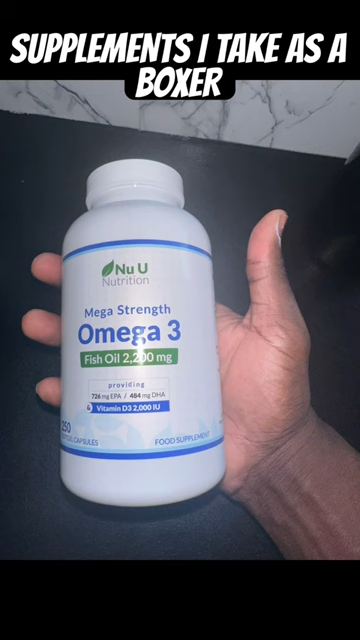 SUPPLEMENTS I TAKE AS A
BOXER
Nu U
Nutrition
Mega Strength
Omega 3
Fish Oil 2,200 mg
providing
726 mg EPA / 484 mg DHA
& Vitamin D3 2,000 IU
250
CAPSULES
FOOD SUPPLEMENT